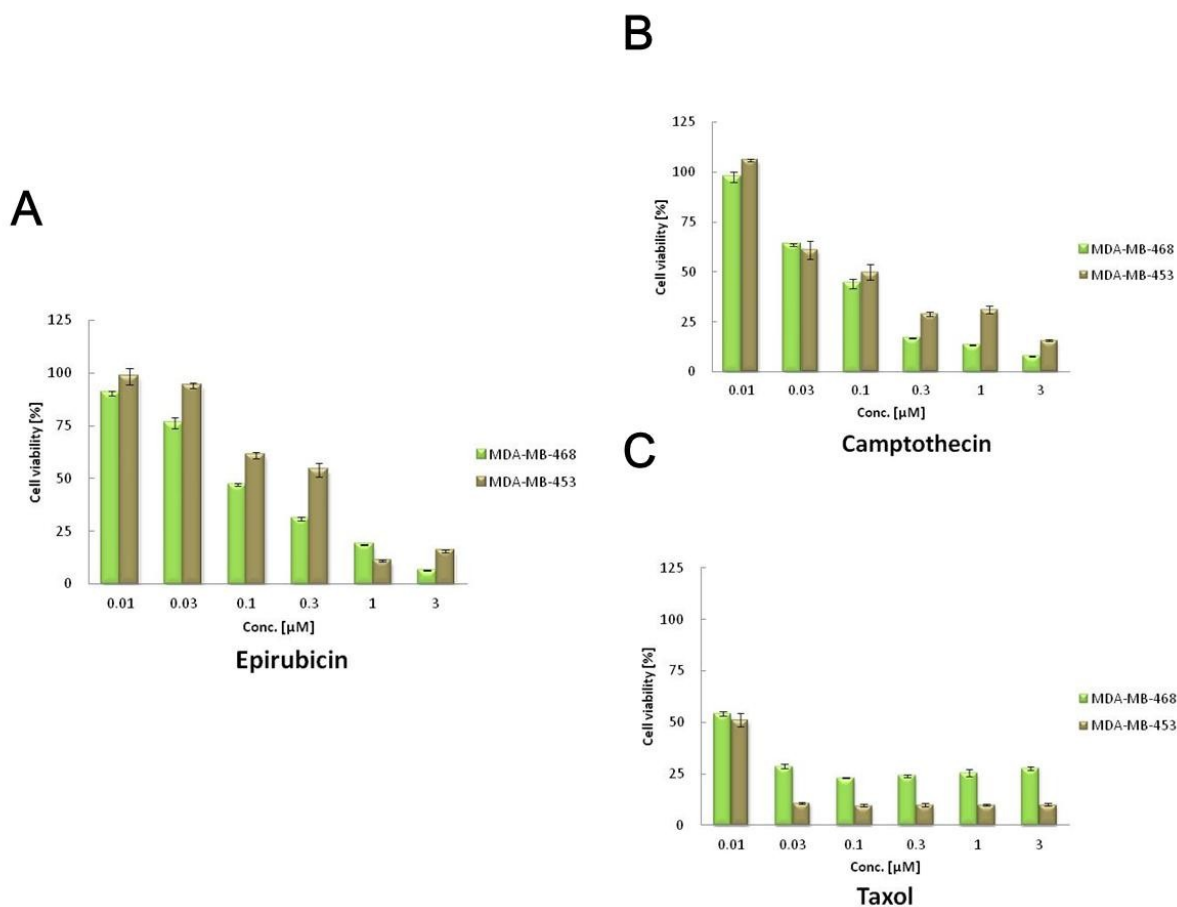 A
Cell viability [%]
125
100
75
50
25
0
0.01 0.03 0.1 0.3 1 3
Conc. [µM]
Epirubicin
MDA-MB-468
MDA-MB-453
B
Cell viability [%]
125
100
75
50
25
0
0.01 0.03 0.1 0.3 1 3
Conc. [µM]
Camptothecin
MDA-MB-468
MDA-MB-453
C
Cell viability [%]
125
100
75
50
25
0
0.01 0.03 0.1 0.3 1 3
Conc. [µM]
Taxol
MDA-MB-468
MDA-MB-453